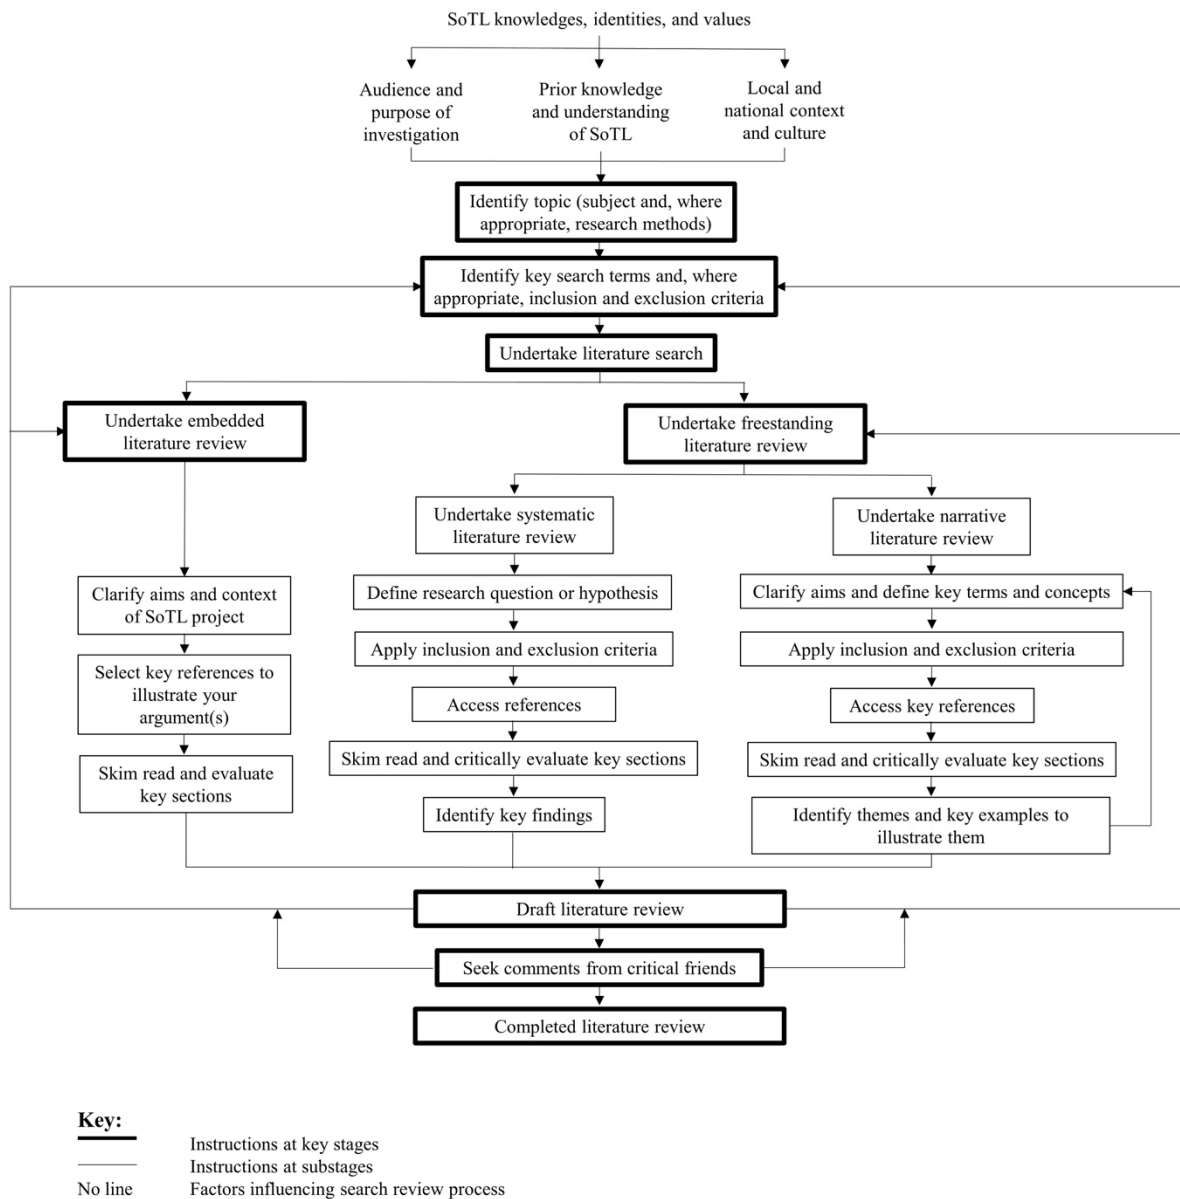 SoTL knowledges, identities, and values
Audience and
purpose of
investigation
Prior knowledge
and understanding
of SoTL
Local and
national context
and culture
Identify topic (subject and, where
appropriate, research methods)
Identify key search terms and, where
appropriate, inclusion and exclusion criteria
Undertake literature search
Undertake embedded
literature review
Undertake freestanding
literature review
Clarify aims and context
of SoTL project
Select key references to
illustrate your
argument(s)
Skim read and evaluate
key sections
Undertake systematic
literature review
Define research question or hypothesis
Apply inclusion and exclusion criteria
Access references
Skim read and critically evaluate key sections
Identify key findings
Undertake narrative
literature review
Clarify aims and define key terms and concepts
Apply inclusion and exclusion criteria
Access key references
Skim read and critically evaluate key sections
Identify themes and key examples to
illustrate them
Draft literature review
Seek comments from critical friends
Completed literature review
Key:
Instructions at key stages
Instructions at substages
No line Factors influencing search review process